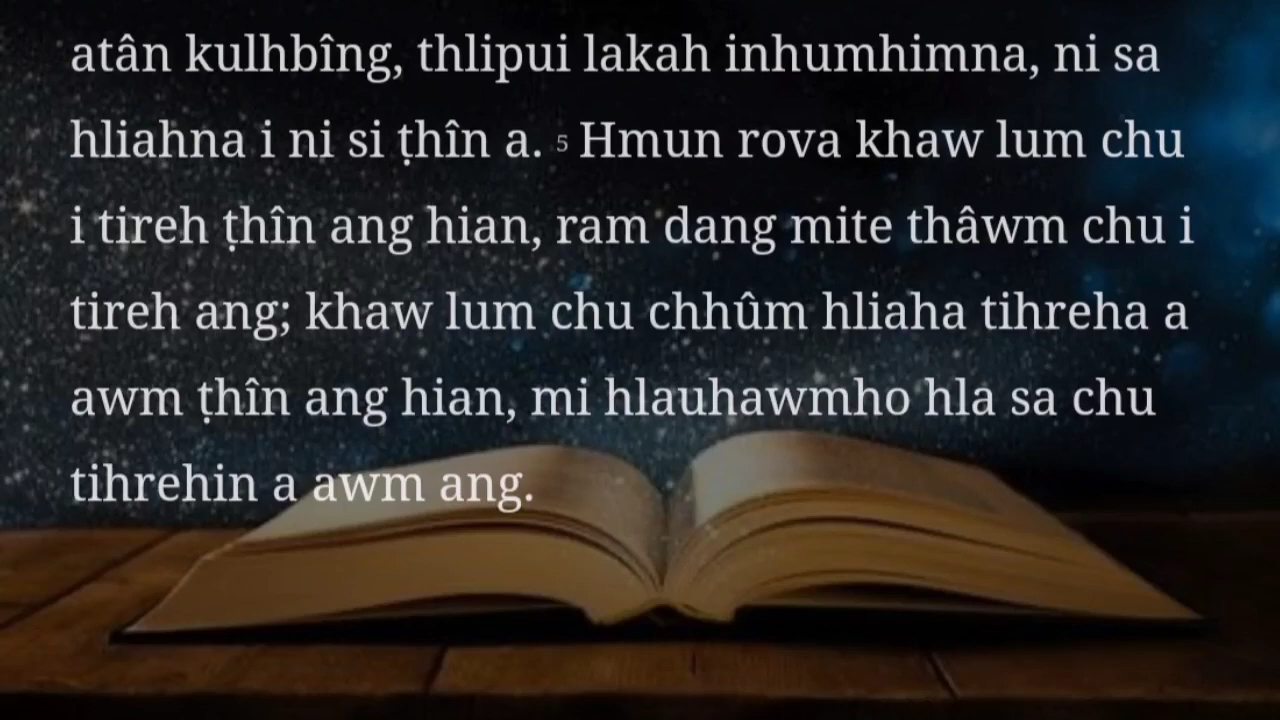 atân kulhbîng, thlipui lakah inhumhimna, ni sa
hliahna i ni si ṭhîn a. 5 Hmun rova khaw lum chu
i tireh ṭhîn ang hian, ram dang mite thâwm chu i
tireh ang; khaw lum chu chhûm hliaha tihreha a
awm ṭhîn ang hian, mi hlauhawmho hla sa chu
tihrehin a awm ang.